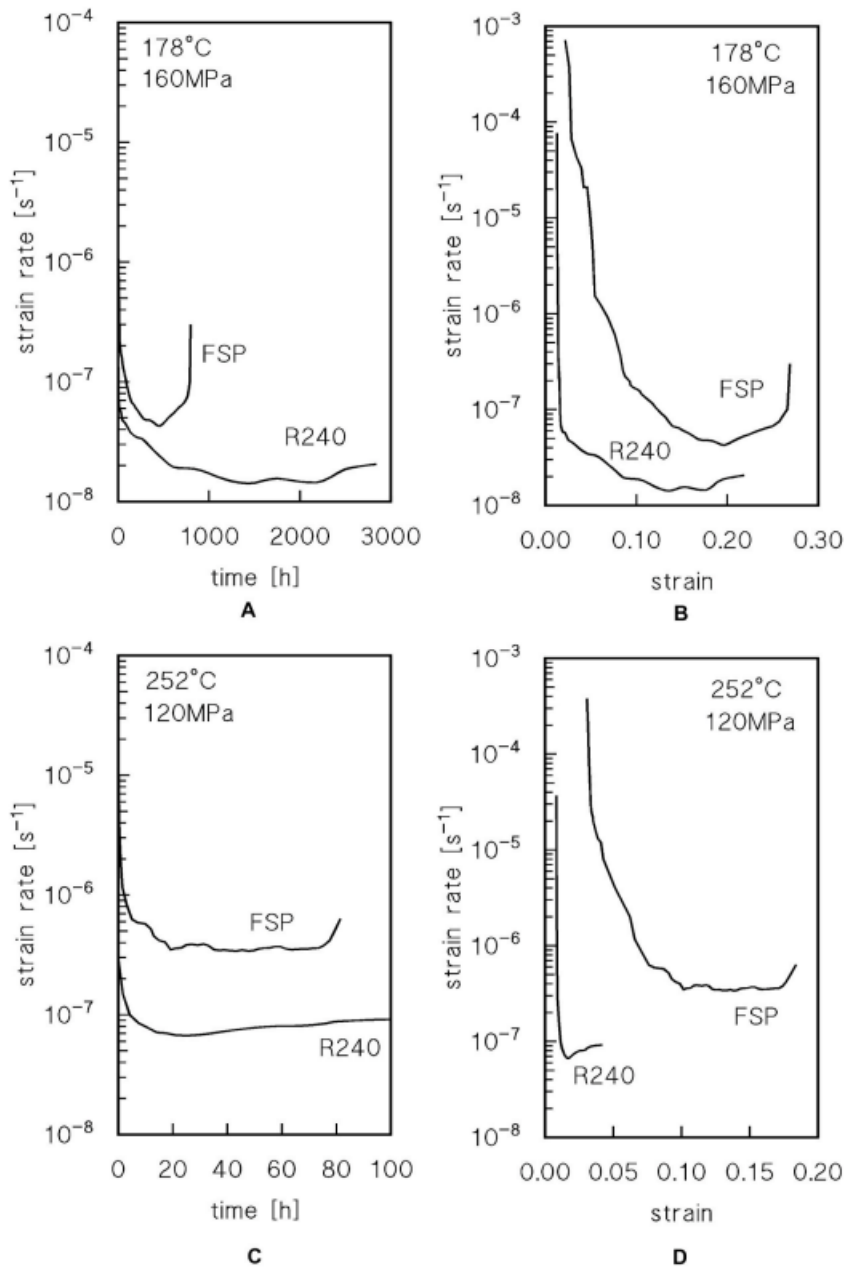 10⁻⁴
178°C
160MPa
10⁻⁵
10⁻⁶
10⁻⁷
10⁻⁸
strain rate [s⁻¹]
FSP
R240
0 1000 2000 3000
time [h]
A
10⁻³
178°C
160MPa
10⁻⁴
10⁻⁵
10⁻⁶
10⁻⁷
10⁻⁸
strain rate [s⁻¹]
FSP
R240
0.00 0.10 0.20 0.30
strain
B
10⁻⁴
252°C
120MPa
10⁻⁵
10⁻⁶
10⁻⁷
10⁻⁸
strain rate [s⁻¹]
FSP
R240
0 20 40 60 80 100
time [h]
C
10⁻³
252°C
120MPa
10⁻⁴
10⁻⁵
10⁻⁶
10⁻⁷
10⁻⁸
strain rate [s⁻¹]
FSP
R240
0.00 0.05 0.10 0.15 0.20
strain
D